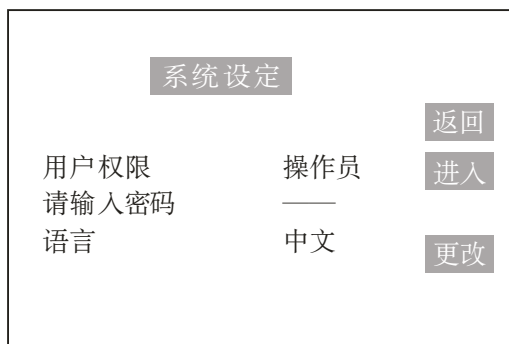 系统设定
返回
用户权限 操作员 进入
请输入密码 ——
语言 中文 更改